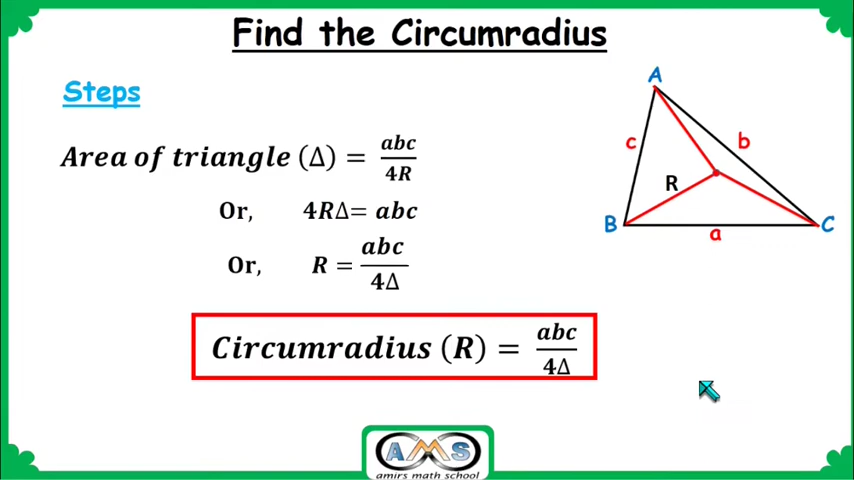 Find the Circumradius
Steps
Area of triangle (Δ) = abc/4R
Or, 4RΔ= abc
Or, R = abc/4Δ
Circumradius (R) = abc/4Δ
A
c
b
R
B
a
C
AMS
amirs math school